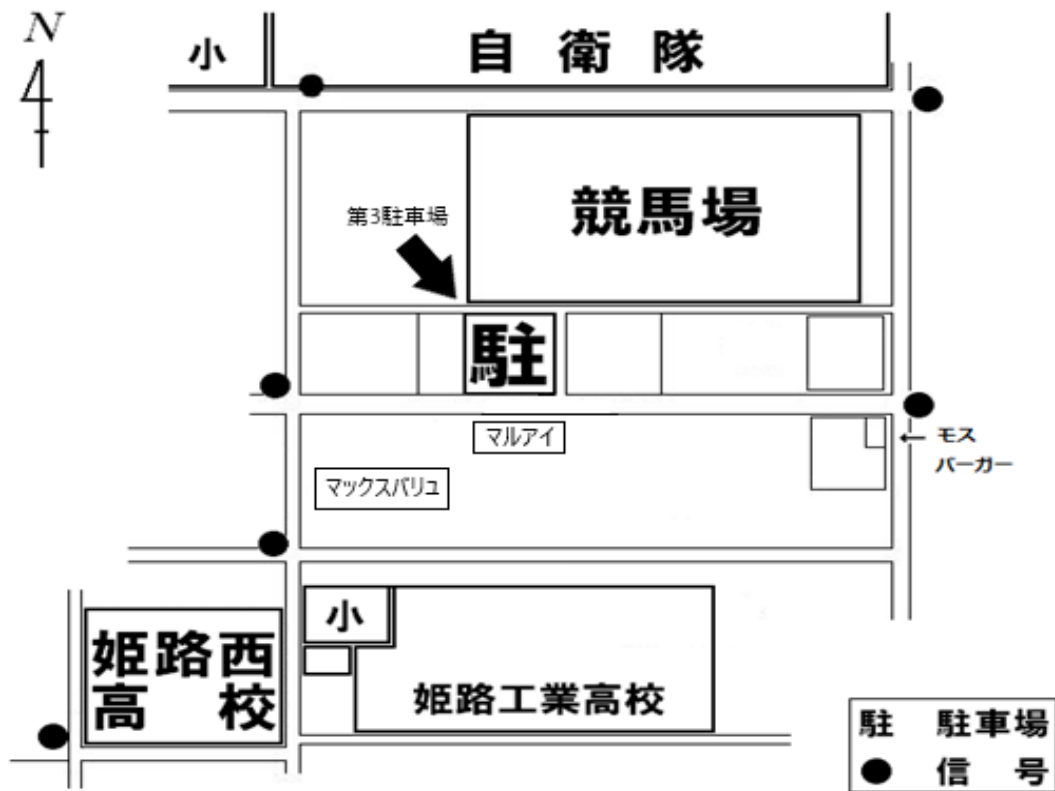 N
小
自衛隊
競馬場
第3駐車場
駐
マルアイ
← モス
バーガー
マックスバリュ
小
姫路西
高校
姫路工業高校
駐 駐車場
● 信号